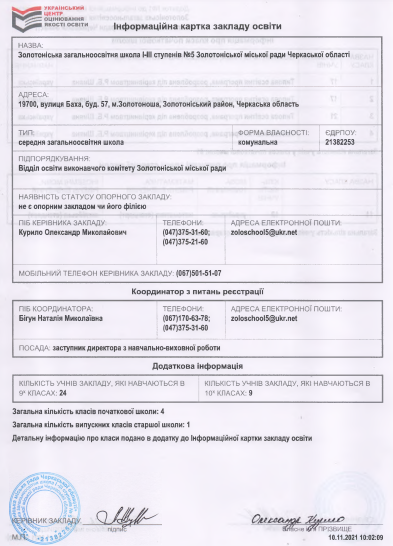 УКРАЇНСЬКИЙ
ЦЕНТР
ОЦІНЮВАННЯ
ЯКОСТІ ОСВІТИ
Інформаційна картка закладу освіти
НАЗВА:
Золотоніська загальноосвітня школа І-ІІІ ступенів №5 Золотоніської міської ради Черкаської області
АДРЕСА:
19700, вулиця Баха, буд. 57, м.Золотоноша, Золотоніський район, Черкаська область
ТИП:
середня загальноосвітня школа
ФОРМА ВЛАСНОСТІ:
комунальна
ЄДРПОУ:
21382253
ПІДПОРЯДКУВАННЯ:
Відділ освіти виконавчого комітету Золотоніської міської ради
НАЯВНІСТЬ СТАТУСУ ОПОРНОГО ЗАКЛАДУ:
не є опорним закладом чи його філією
ПІБ КЕРІВНИКА ЗАКЛАДУ:
Курило Олександр Миколайович
ТЕЛЕФОНИ:
(047)375-31-60;
(047)375-21-60
АДРЕСА ЕЛЕКТРОННОЇ ПОШТИ:
zoloschool5@ukr.net
МОБІЛЬНИЙ ТЕЛЕФОН КЕРІВНИКА ЗАКЛАДУ: (067)501-51-07
Координатор з питань реєстрації
ПІБ КООРДИНАТОРА:
Бігун Наталія Миколаївна
ТЕЛЕФОНИ:
(067)170-63-78;
(047)375-31-60
АДРЕСА ЕЛЕКТРОННОЇ ПОШТИ:
zoloschool5@ukr.net
ПОСАДА: заступник директора з навчально-виховної роботи
Додаткова інформація
КІЛЬКІСТЬ УЧНІВ ЗАКЛАДУ, ЯКІ НАВЧАЮТЬСЯ В
9х КЛАСАХ: 24
КІЛЬКІСТЬ УЧНІВ ЗАКЛАДУ, ЯКІ НАВЧАЮТЬСЯ В
10х КЛАСАХ: 9
Загальна кількість класів початкової школи: 4
Загальна кількість випускних класів старшої школи: 1
Детальну інформацію про класи подано в додатку до Інформаційної картки закладу освіти
КЕРІВНИК ЗАКЛАДУ
підпис
Олександр Курило
Власне ім'я ПРІЗВИЩЕ
М.П.
10.11.2021 10:02:09